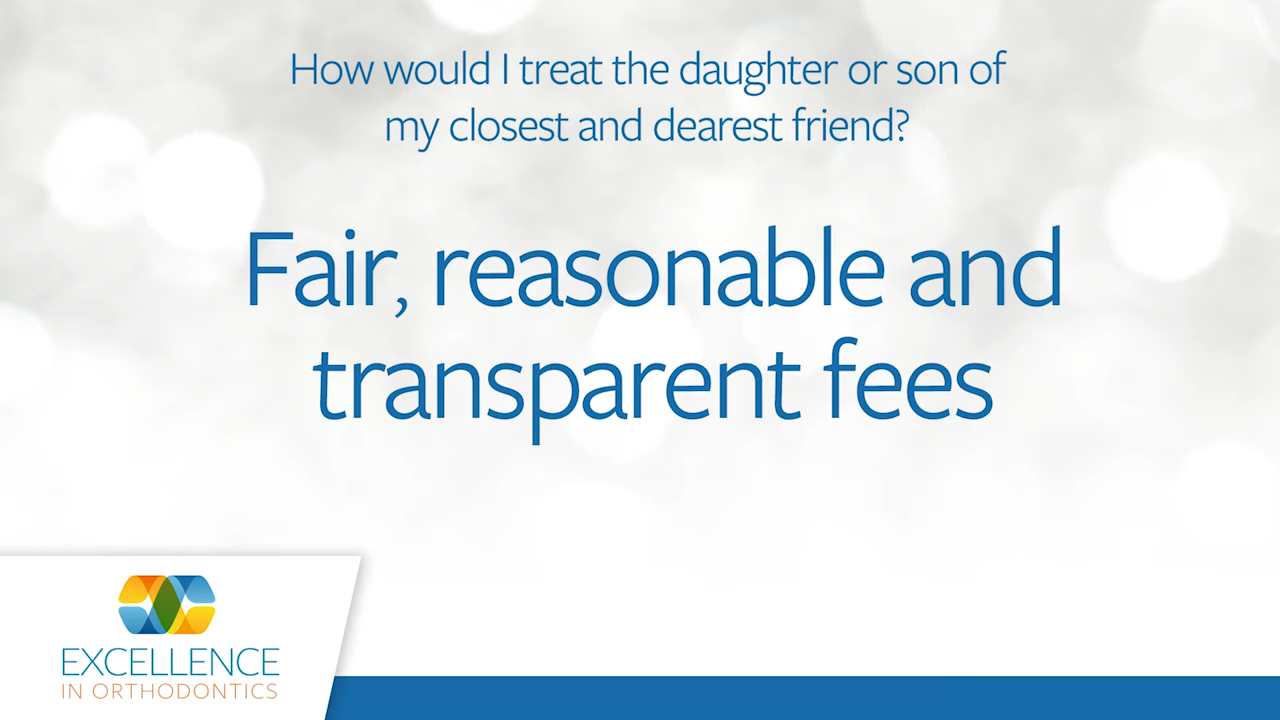 How would I treat the daughter or son of
my closest and dearest friend?
Fair, reasonable and
transparent fees
EXCELLENCE
IN ORTHODONTICS